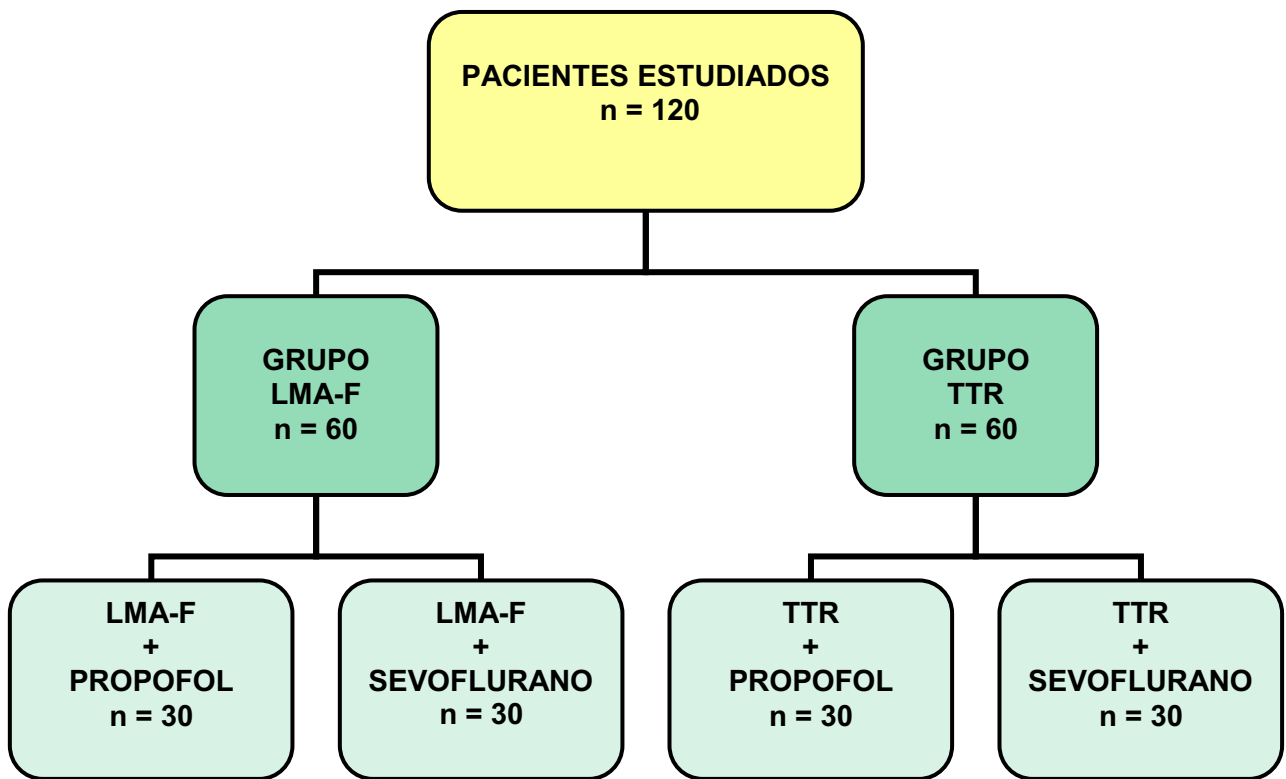 PACIENTES ESTUDIADOS
n = 120
GRUPO
LMA-F
n = 60
GRUPO
TTR
n = 60
LMA-F
+
PROPOFOL
n = 30
LMA-F
+
SEVOFLURANO
n = 30
TTR
+
PROPOFOL
n = 30
TTR
+
SEVOFLURANO
n = 30